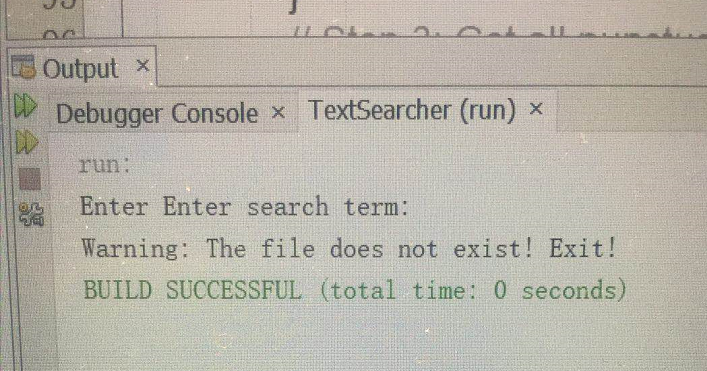 Output ×
Debugger Console × TextSearcher (run) ×
run:
Enter Enter search term:
Warning: The file does not exist! Exit!
BUILD SUCCESSFUL (total time: 0 seconds)